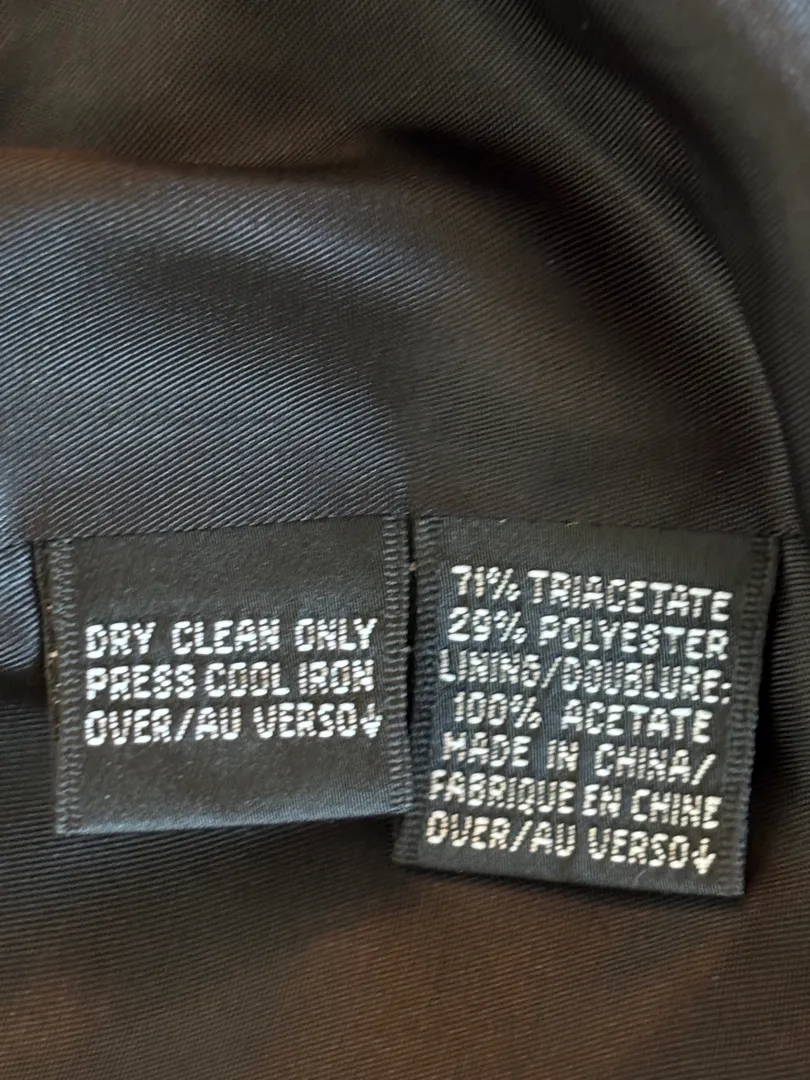 DRY CLEAN ONLY
PRESS COOL IRON
OVER/AU VERSO↓
71% TRIACETATE
29% POLYESTER
LINING/DOUBLURE:
100% ACETATE
MADE IN CHINA/
FABRIQUE EN CHINE
OVER/AU VERSO↓